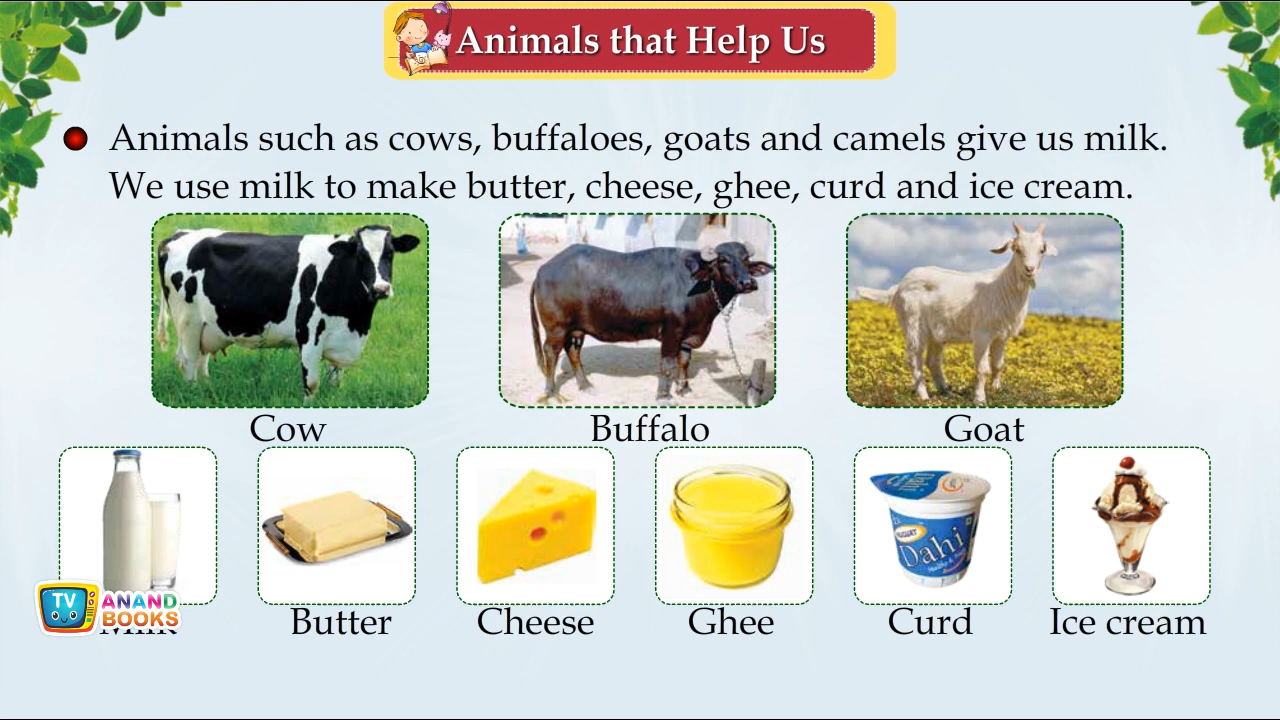 Animals that Help Us
Animals such as cows, buffaloes, goats and camels give us milk.
We use milk to make butter, cheese, ghee, curd and ice cream.
Cow
Buffalo
Goat
Dahi
TV
ANAND
BOOKS
Milk
Butter
Cheese
Ghee
Curd
Ice cream